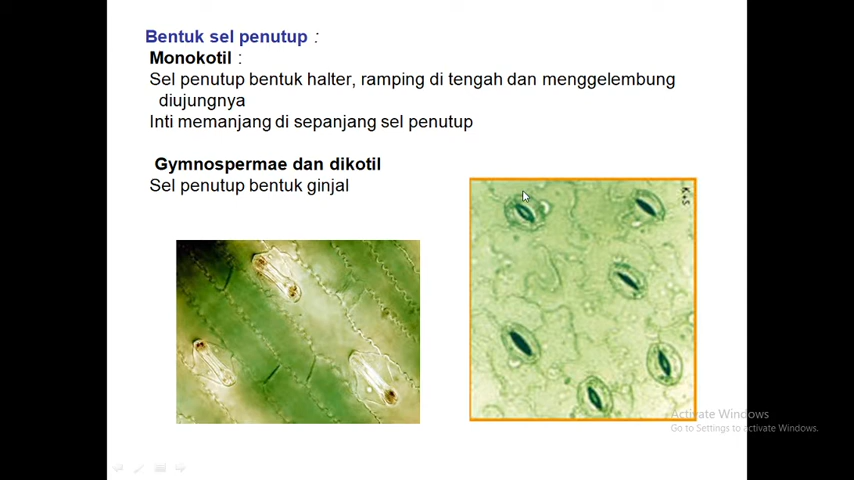 Bentuk sel penutup :
Monokotil :
Sel penutup bentuk halter, ramping di tengah dan menggelembung
diujungnya
Inti memanjang di sepanjang sel penutup
Gymnospermae dan dikotil
Sel penutup bentuk ginjal
K+S
Activate Windows
Go to Settings to activate Windows.